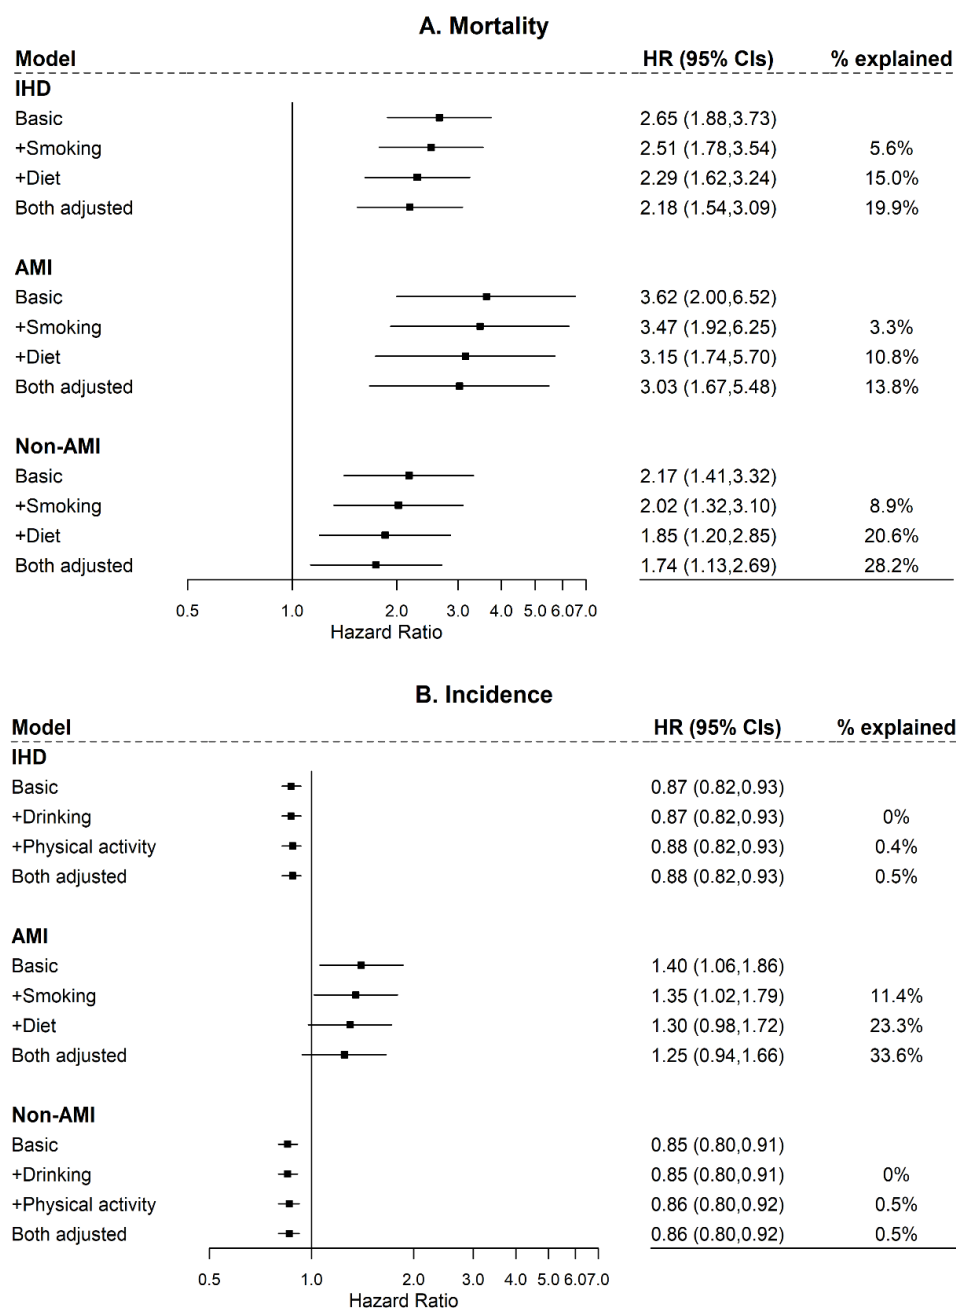 A. Mortality
Model HR (95% CIs) % explained
IHD
Basic 2.65 (1.88,3.73)
+Smoking 2.51 (1.78,3.54) 5.6%
+Diet 2.29 (1.62,3.24) 15.0%
Both adjusted 2.18 (1.54,3.09) 19.9%
AMI
Basic 3.62 (2.00,6.52)
+Smoking 3.47 (1.92,6.25) 3.3%
+Diet 3.15 (1.74,5.70) 10.8%
Both adjusted 3.03 (1.67,5.48) 13.8%
Non-AMI
Basic 2.17 (1.41,3.32)
+Smoking 2.02 (1.32,3.10) 8.9%
+Diet 1.85 (1.20,2.85) 20.6%
Both adjusted 1.74 (1.13,2.69) 28.2%
0.5 1.0 2.0 3.0 4.0 5.0 6.0 7.0
Hazard Ratio
B. Incidence
Model HR (95% CIs) % explained
IHD
Basic 0.87 (0.82,0.93)
+Drinking 0.87 (0.82,0.93) 0%
+Physical activity 0.88 (0.82,0.93) 0.4%
Both adjusted 0.88 (0.82,0.93) 0.5%
AMI
Basic 1.40 (1.06,1.86)
+Smoking 1.35 (1.02,1.79) 11.4%
+Diet 1.30 (0.98,1.72) 23.3%
Both adjusted 1.25 (0.94,1.66) 33.6%
Non-AMI
Basic 0.85 (0.80,0.91)
+Drinking 0.85 (0.80,0.91) 0%
+Physical activity 0.86 (0.80,0.92) 0.5%
Both adjusted 0.86 (0.80,0.92) 0.5%
0.5 1.0 2.0 3.0 4.0 5.0 6.0 7.0
Hazard Ratio